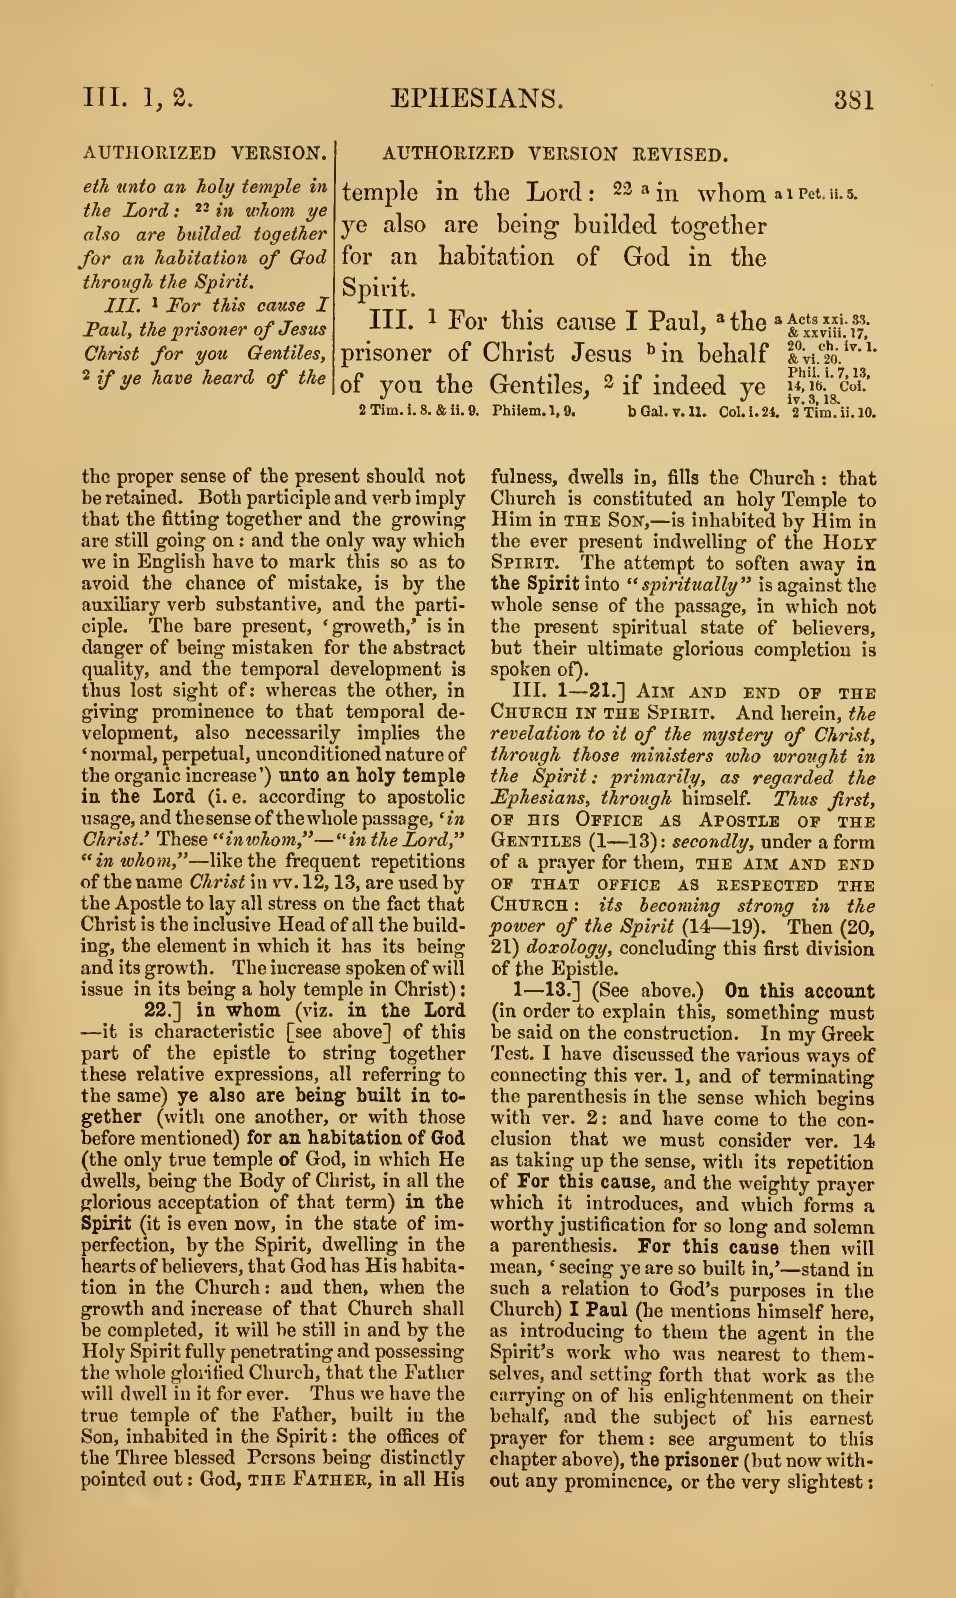 III. 1, 2.
EPHESIANS.
381
AUTHORIZED VERSION.
eth unto an holy temple in
the Lord: 22 in whom ye
also are builded together
for an habitation of God
through the Spirit.
III. 1 For this cause I
Paul, the prisoner of Jesus
Christ for you Gentiles,
2 if ye have heard of the
AUTHORIZED VERSION REVISED.
temple in the Lord: 22 a in whom
ye also are being builded together
for an habitation of God in the
Spirit.
III. 1 For this cause I Paul, a the
prisoner of Christ Jesus b in behalf
of you the Gentiles, 2 if indeed ye
a 1 Pet. ii. 5.
a Acts xxi. 33.
& xxviii. 17,
20. ch. iv. 1.
& vi. 20.
Phil. i. 7, 13,
14, 16. Col.
iv. 3, 18.
2 Tim. i. 8. & ii. 9. Philem. 1, 9.
b Gal. v. 11. Col. i. 24. 2 Tim. ii. 10.
the proper sense of the present should not
be retained. Both participle and verb imply
that the fitting together and the growing
are still going on: and the only way which
we in English have to mark this so as to
avoid the chance of mistake, is by the
auxiliary verb substantive, and the parti-
ciple. The bare present, ‘groweth,’ is in
danger of being mistaken for the abstract
quality, and the temporal development is
thus lost sight of: whereas the other, in
giving prominence to that temporal de-
velopment, also necessarily implies the
‘normal, perpetual, unconditioned nature of
the organic increase’) unto an holy temple
in the Lord (i. e. according to apostolic
usage, and the sense of the whole passage, ‘in
Christ.’ These “in whom,”—“in the Lord,”
“in whom,”—like the frequent repetitions
of the name Christ in vv. 12, 13, are used by
the Apostle to lay all stress on the fact that
Christ is the inclusive Head of all the build-
ing, the element in which it has its being
and its growth. The increase spoken of will
issue in its being a holy temple in Christ):
22.] in whom (viz. in the Lord
—it is characteristic [see above] of this
part of the epistle to string together
these relative expressions, all referring to
the same) ye also are being built in to-
gether (with one another, or with those
before mentioned) for an habitation of God
(the only true temple of God, in which He
dwells, being the Body of Christ, in all the
glorious acceptation of that term) in the
Spirit (it is even now, in the state of im-
perfection, by the Spirit, dwelling in the
hearts of believers, that God has His habita-
tion in the Church: and then, when the
growth and increase of that Church shall
be completed, it will be still in and by the
Holy Spirit fully penetrating and possessing
the whole glorified Church, that the Father
will dwell in it for ever. Thus we have the
true temple of the Father, built in the
Son, inhabited in the Spirit: the offices of
the Three blessed Persons being distinctly
pointed out: God, THE FATHER, in all His
fulness, dwells in, fills the Church: that
Church is constituted an holy Temple to
Him in THE SON,—is inhabited by Him in
the ever present indwelling of the HOLY
SPIRIT. The attempt to soften away in
the Spirit into “spiritually” is against the
whole sense of the passage, in which not
the present spiritual state of believers,
but their ultimate glorious completion is
spoken of).
III. 1—21.] AIM AND END OF THE
CHURCH IN THE SPIRIT. And herein, the
revelation to it of the mystery of Christ,
through those ministers who wrought in
the Spirit: primarily, as regarded the
Ephesians, through himself. Thus first,
OF HIS OFFICE AS APOSTLE OF THE
GENTILES (1—13): secondly, under a form
of a prayer for them, THE AIM AND END
OF THAT OFFICE AS RESPECTED THE
CHURCH: its becoming strong in the
power of the Spirit (14—19). Then (20,
21) doxology, concluding this first division
of the Epistle.
1—13.] (See above.) On this account
(in order to explain this, something must
be said on the construction. In my Greek
Test. I have discussed the various ways of
connecting this ver. 1, and of terminating
the parenthesis in the sense which begins
with ver. 2: and have come to the con-
clusion that we must consider ver. 14
as taking up the sense, with its repetition
of For this cause, and the weighty prayer
which it introduces, and which forms a
worthy justification for so long and solemn
a parenthesis. For this cause then will
mean, ‘seeing ye are so built in,’—stand in
such a relation to God’s purposes in the
Church) I Paul (he mentions himself here,
as introducing to them the agent in the
Spirit’s work who was nearest to them-
selves, and setting forth that work as the
carrying on of his enlightenment on their
behalf, and the subject of his earnest
prayer for them: see argument to this
chapter above), the prisoner (but now with-
out any prominence, or the very slightest: